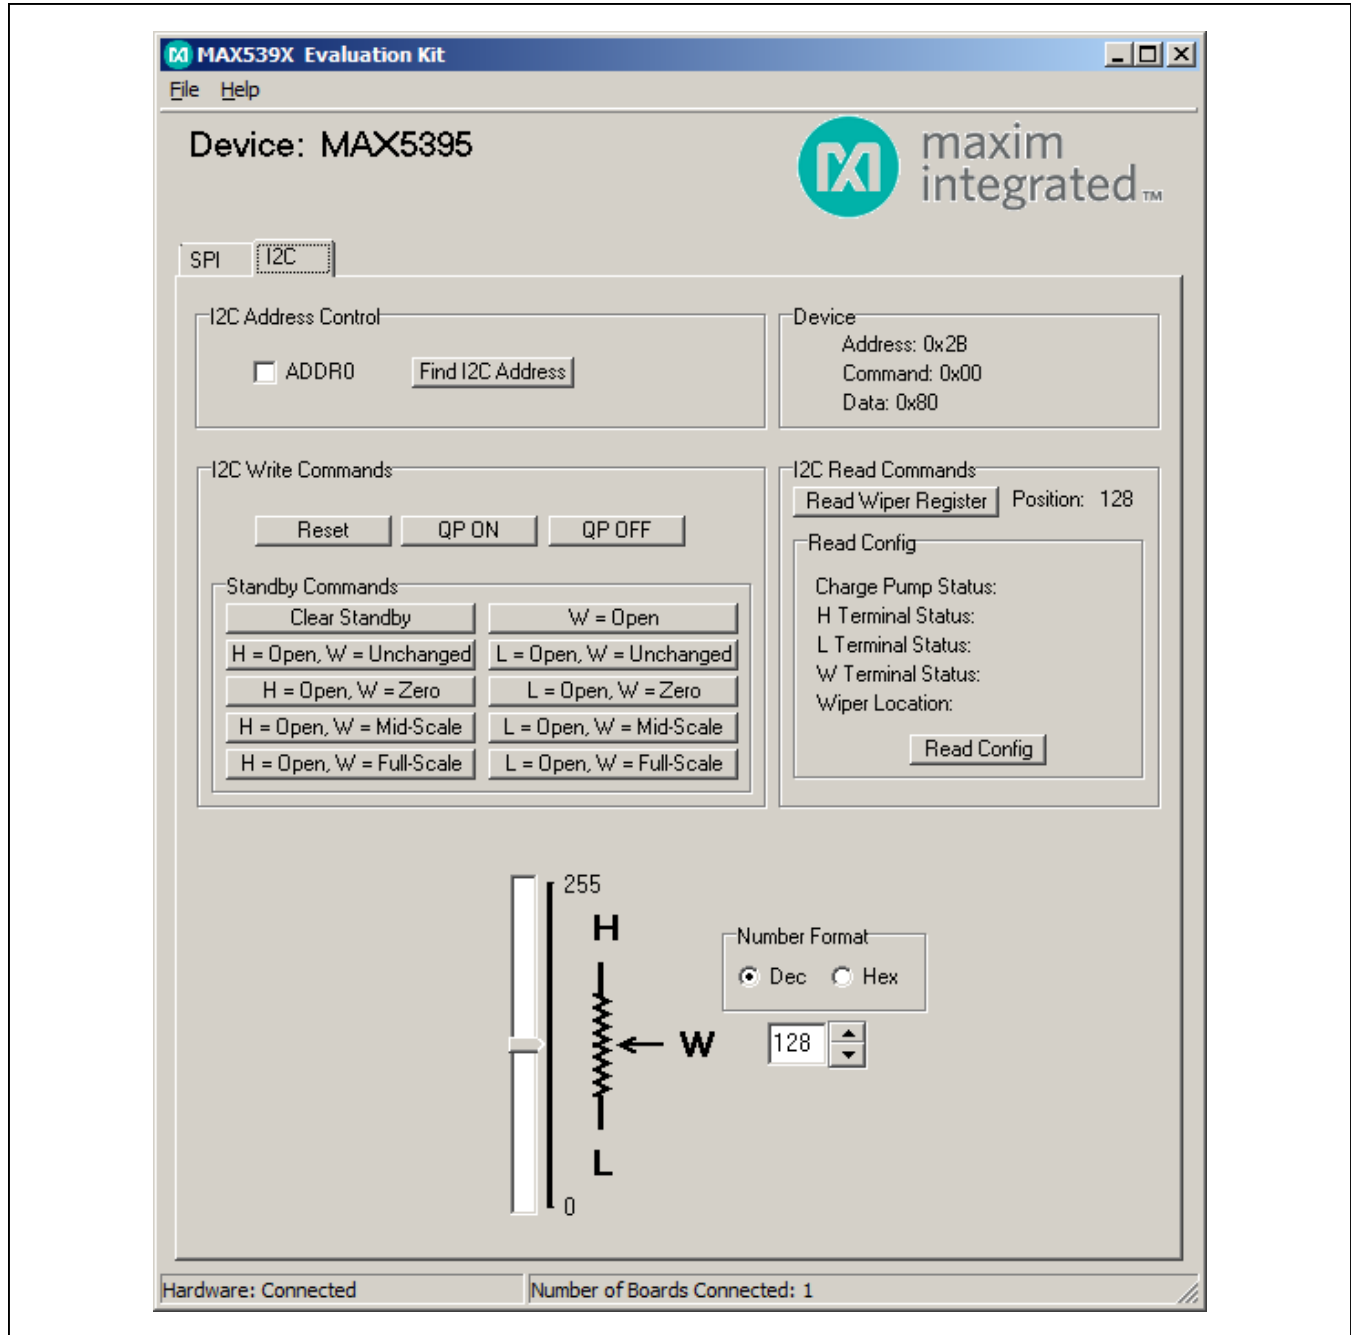 MAX539X Evaluation Kit
File Help
Device: MAX5395
maxim
integrated™
SPI I2C
I2C Address Control
ADDR0 Find I2C Address
Device
Address: 0x2B
Command: 0x00
Data: 0x80
I2C Write Commands
Reset QP ON QP OFF
Standby Commands
Clear Standby W = Open
H = Open, W = Unchanged L = Open, W = Unchanged
H = Open, W = Zero L = Open, W = Zero
H = Open, W = Mid-Scale L = Open, W = Mid-Scale
H = Open, W = Full-Scale L = Open, W = Full-Scale
I2C Read Commands
Read Wiper Register Position: 128
Read Config
Charge Pump Status:
H Terminal Status:
L Terminal Status:
W Terminal Status:
Wiper Location:
Read Config
255
H
W
L
0
Number Format
Dec Hex
128
Hardware: Connected Number of Boards Connected: 1